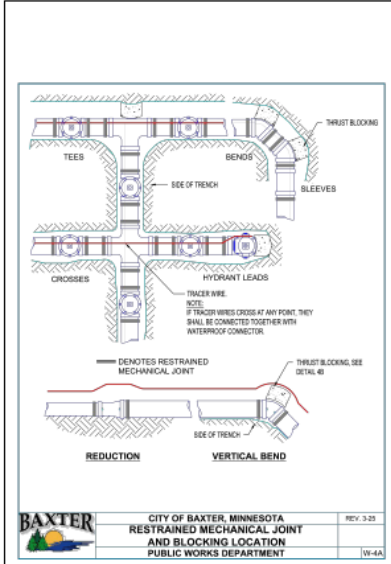 THRUST BLOCKING
TEES
BENDS
SIDE OF TRENCH
SLEEVES
CROSSES
HYDRANT LEADS
TRACER WIRE.
NOTE:
IF TRACER WIRES CROSS AT ANY POINT, THEY
SHALL BE CONNECTED TOGETHER WITH
WATERPROOF CONNECTOR.
DENOTES RESTRAINED
MECHANICAL JOINT
THRUST BLOCKING, SEE
DETAIL 4B
SIDE OF TRENCH
REDUCTION
VERTICAL BEND
BAXTER
CITY OF BAXTER, MINNESOTA
REV. 3-25
RESTRAINED MECHANICAL JOINT
AND BLOCKING LOCATION
PUBLIC WORKS DEPARTMENT
W-4A